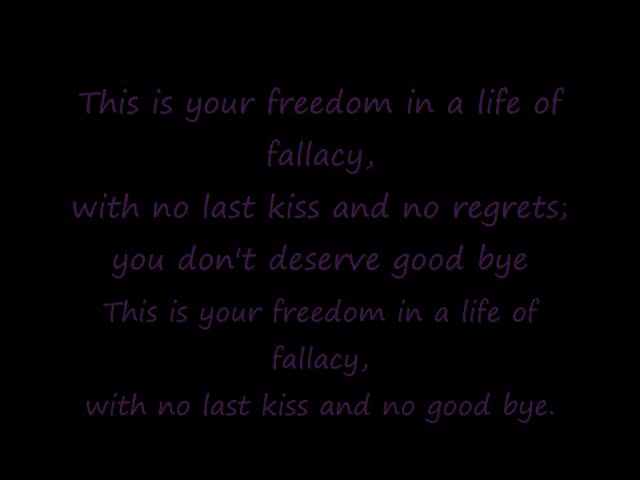 This is your freedom in a life of
fallacy,
with no last kiss and no regrets;
you don't deserve good bye
This is your freedom in a life of
fallacy,
with no last kiss and no good bye.